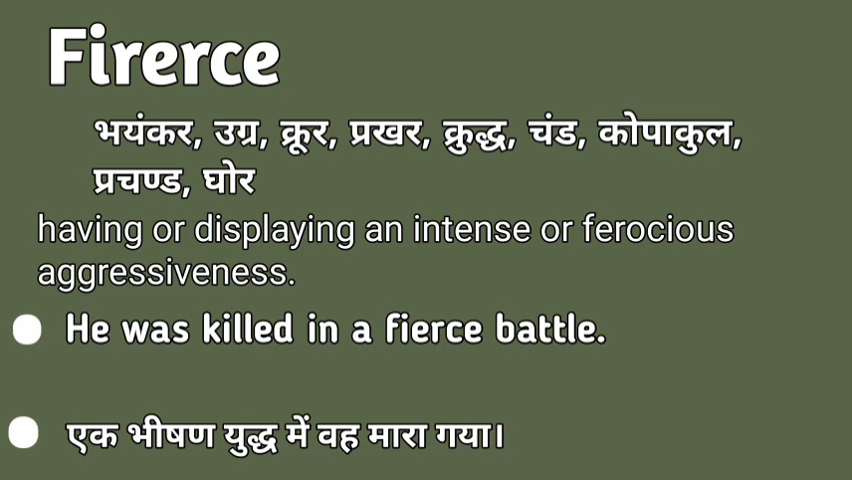 Firerce
भयंकर, उग्र, क्रूर, प्रखर, क्रुद्ध, चंड, कोपाकुल,
प्रचण्ड, घोर
having or displaying an intense or ferocious
aggressiveness.
He was killed in a fierce battle.
एक भीषण युद्ध में वह मारा गया।